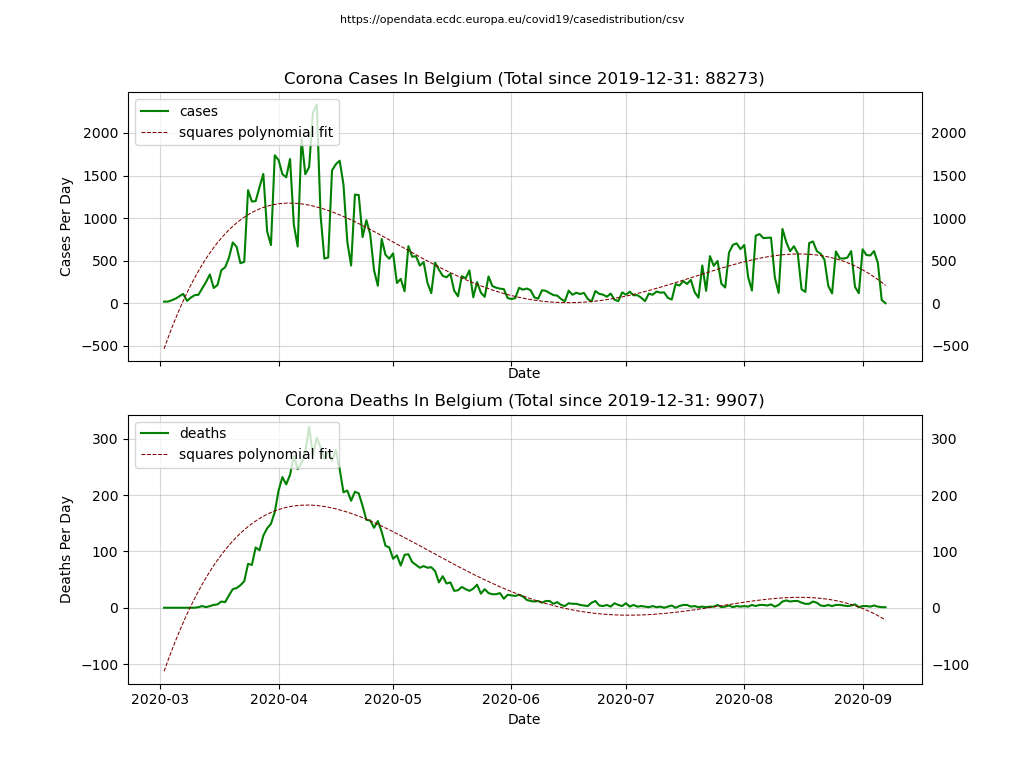 https://opendata.ecdc.europa.eu/covid19/casedistribution/csv
Corona Cases In Belgium (Total since 2019-12-31: 88273)
cases
squares polynomial fit
Cases Per Day
2000 2000
1500 1500
1000 1000
500 500
0 0
−500 −500
Date
Corona Deaths In Belgium (Total since 2019-12-31: 9907)
deaths
squares polynomial fit
Deaths Per Day
300 300
200 200
100 100
0 0
−100 −100
2020-03 2020-04 2020-05 2020-06 2020-07 2020-08 2020-09
Date